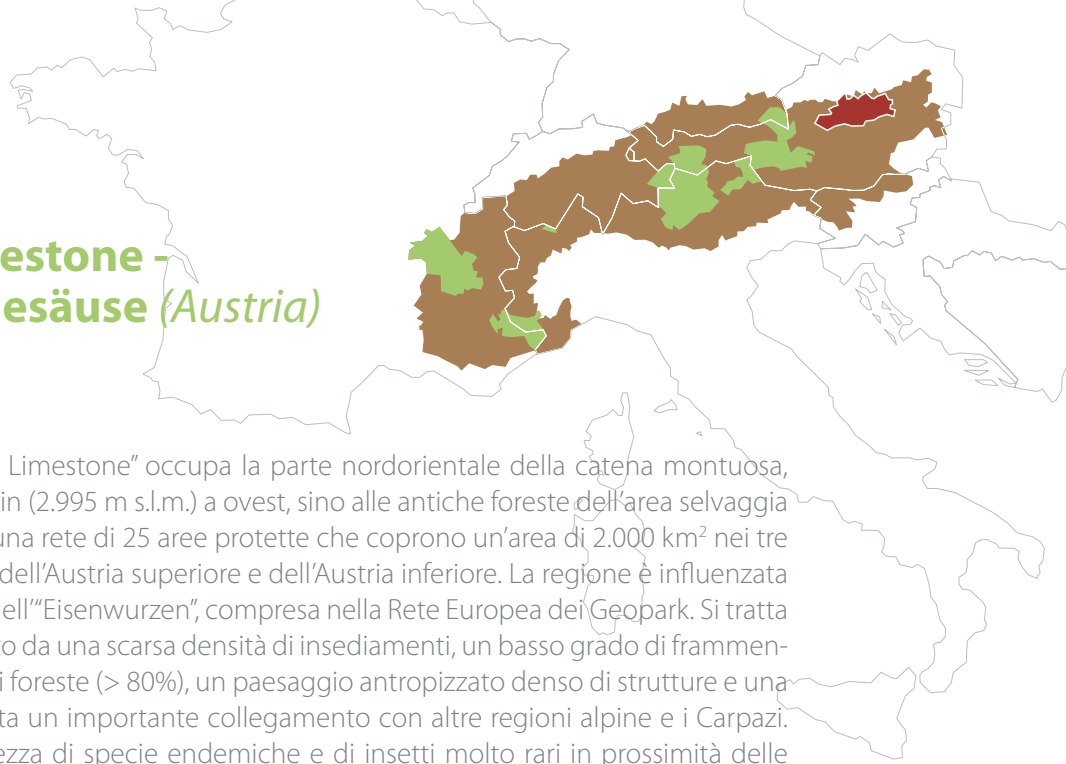 estone -
esäuse (Austria)
Limestone” occupa la parte nordorientale della catena montuosa,
in (2.995 m s.l.m.) a ovest, sino alle antiche foreste dell’area selvaggia
una rete di 25 aree protette che coprono un’area di 2.000 km² nei tre
dell’Austria superiore e dell’Austria inferiore. La regione è influenzata
ell’“Eisenwurzen”, compresa nella Rete Europea dei Geopark. Si tratta
o da una scarsa densità di insediamenti, un basso grado di frammen-
i foreste (> 80%), un paesaggio antropizzato denso di strutture e una
ta un importante collegamento con altre regioni alpine e i Carpazi.
ezza di specie endemiche e di insetti molto rari in prossimità delle